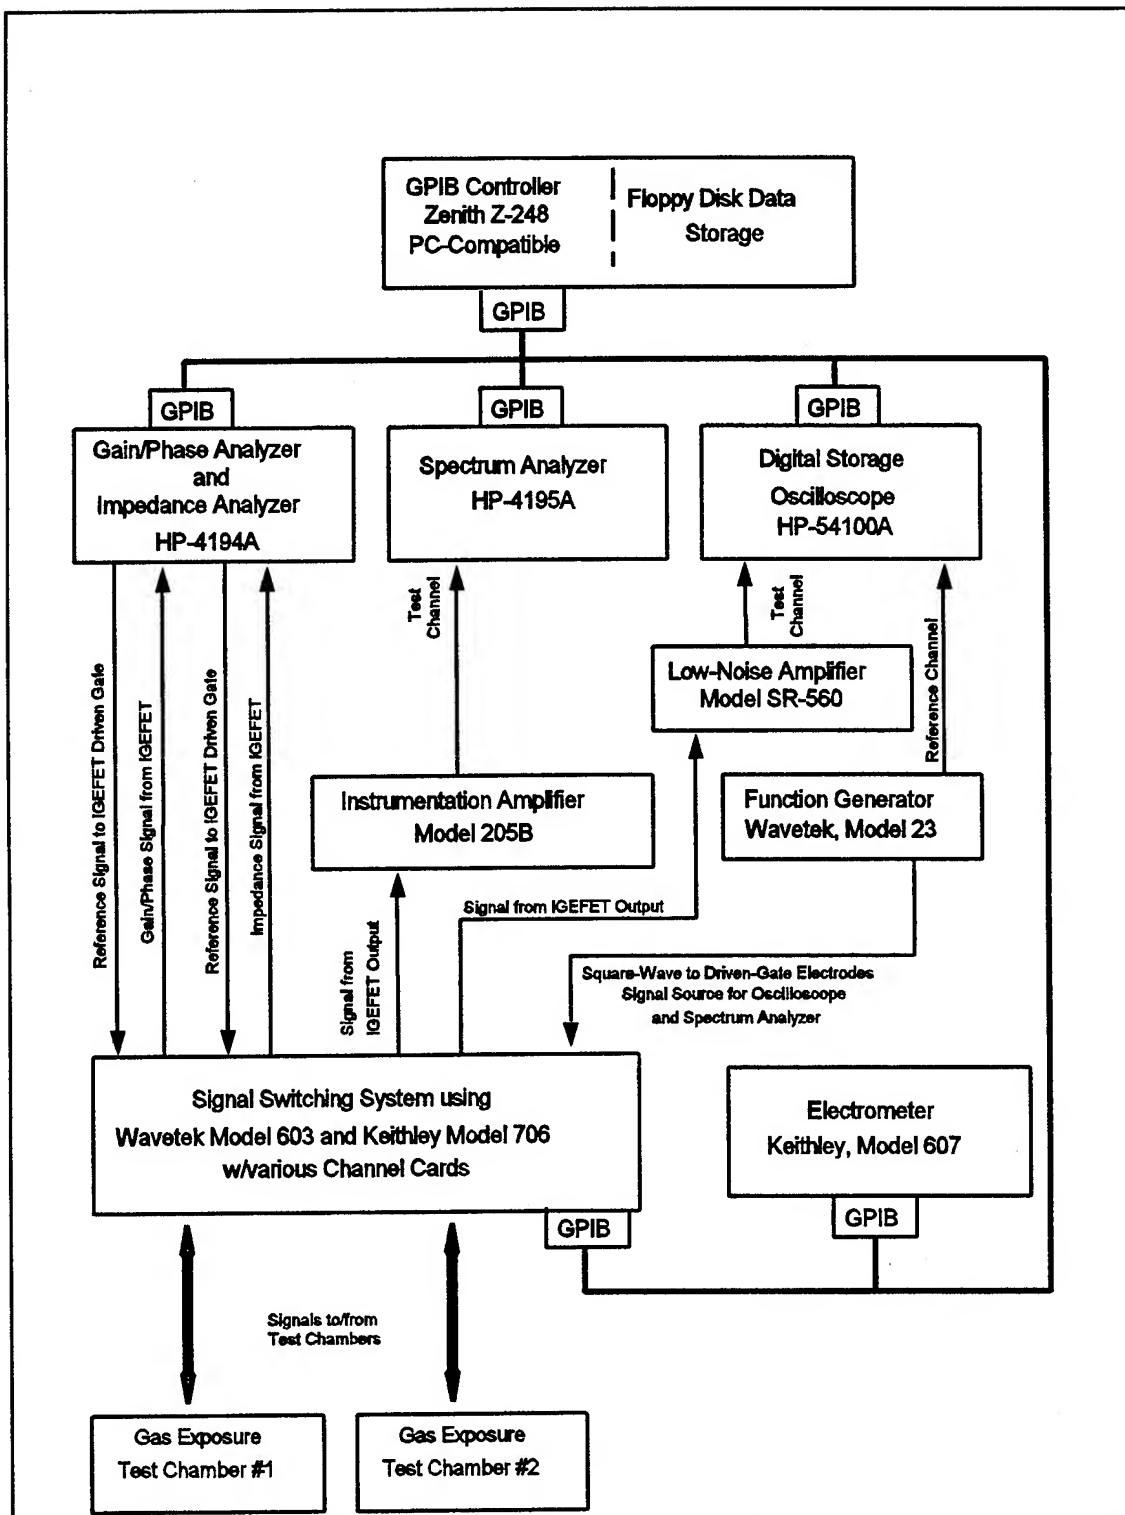 GPIB Controller
Zenith Z-248
PC-Compatible
Floppy Disk Data
Storage
GPIB
GPIB
GPIB
GPIB
Gain/Phase Analyzer
and
Impedance Analyzer
HP-4194A
Spectrum Analyzer
HP-4195A
Digital Storage
Oscilloscope
HP-54100A
Reference Signal to IGEFET Driven Gate
Gain/Phase Signal from IGEFET
Reference Signal to IGEFET Driven Gate
Impedance Signal from IGEFET
Test
Channel
Test
Channel
Reference Channel
Low-Noise Amplifier
Model SR-560
Instrumentation Amplifier
Model 205B
Function Generator
Wavetek, Model 23
Signal from
IGEFET Output
Signal from IGEFET Output
Square-Wave to Driven-Gate Electrodes
Signal Source for Oscilloscope
and Spectrum Analyzer
Signal Switching System using
Wavetek Model 603 and Keithley Model 706
w/various Channel Cards
GPIB
Electrometer
Keithley, Model 607
GPIB
Signals to/from
Test Chambers
Gas Exposure
Test Chamber #1
Gas Exposure
Test Chamber #2